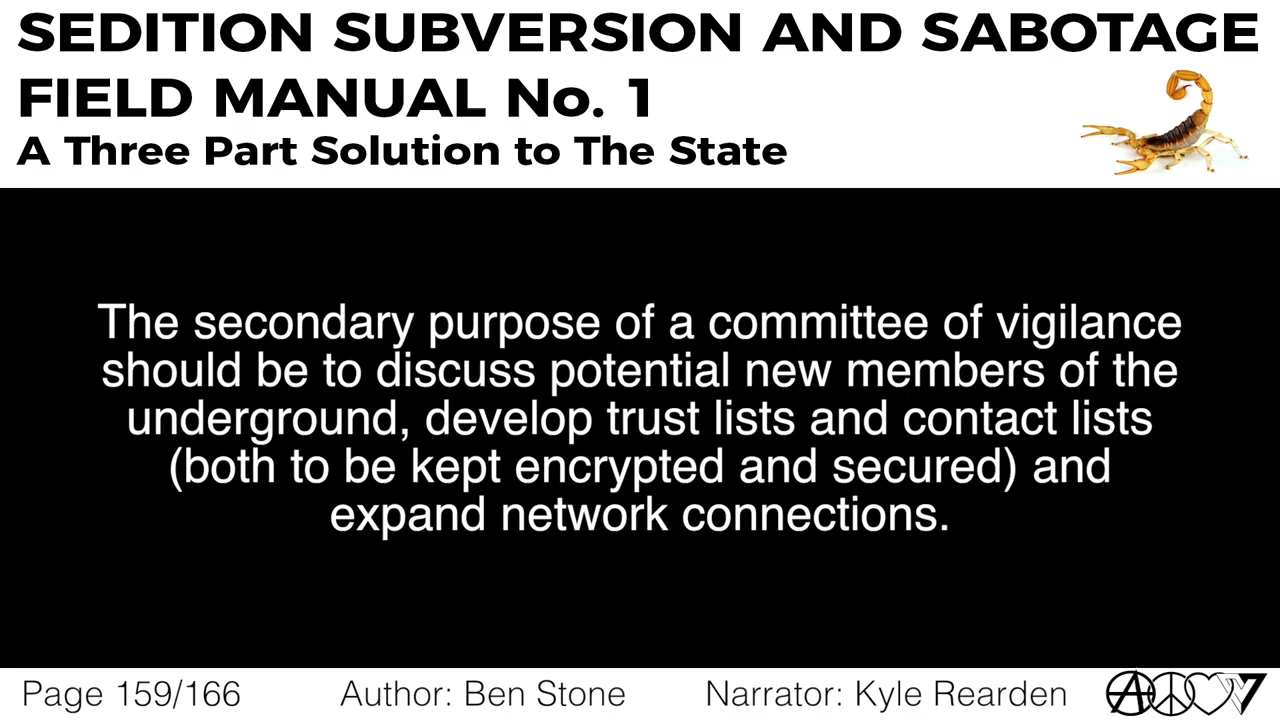 SEDITION SUBVERSION AND SABOTAGE
FIELD MANUAL No. 1
A Three Part Solution to The State
The secondary purpose of a committee of vigilance
should be to discuss potential new members of the
underground, develop trust lists and contact lists
(both to be kept encrypted and secured) and
expand network connections.
Page 159/166 Author: Ben Stone Narrator: Kyle Rearden